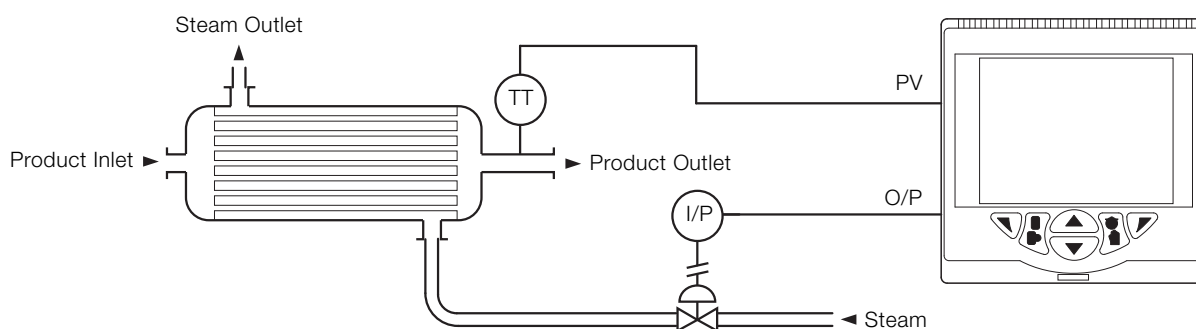 Steam Outlet
TT
PV
Product Inlet
Product Outlet
O/P
I/P
Steam